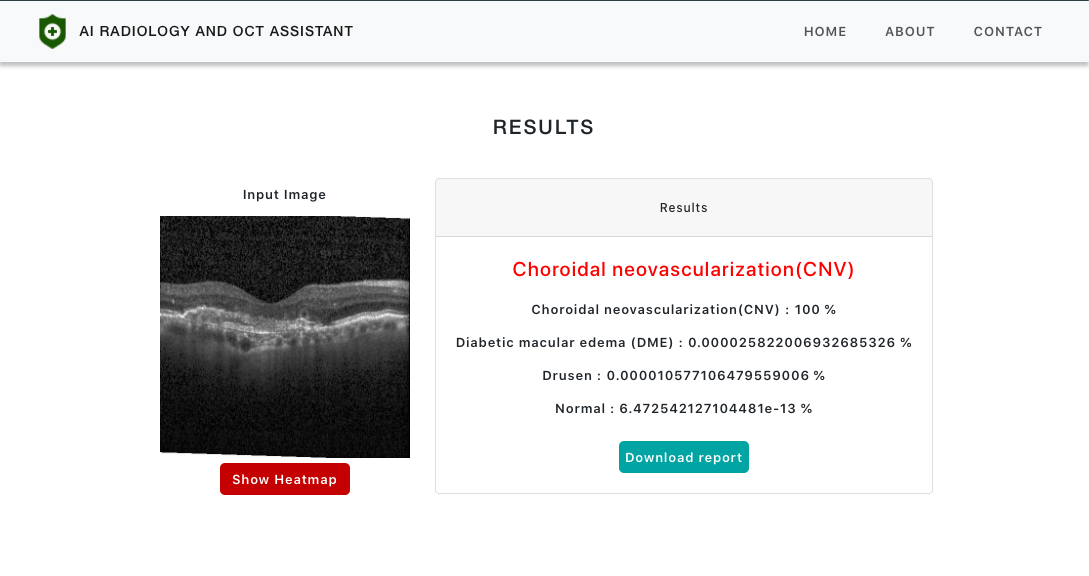 AI RADIOLOGY AND OCT ASSISTANT
HOME ABOUT CONTACT
RESULTS
Input Image
Show Heatmap
Results
Choroidal neovascularization(CNV)
Choroidal neovascularization(CNV) : 100 %
Diabetic macular edema (DME) : 0.000025822006932685326 %
Drusen : 0.000010577106479559006 %
Normal : 6.472542127104481e-13 %
Download report